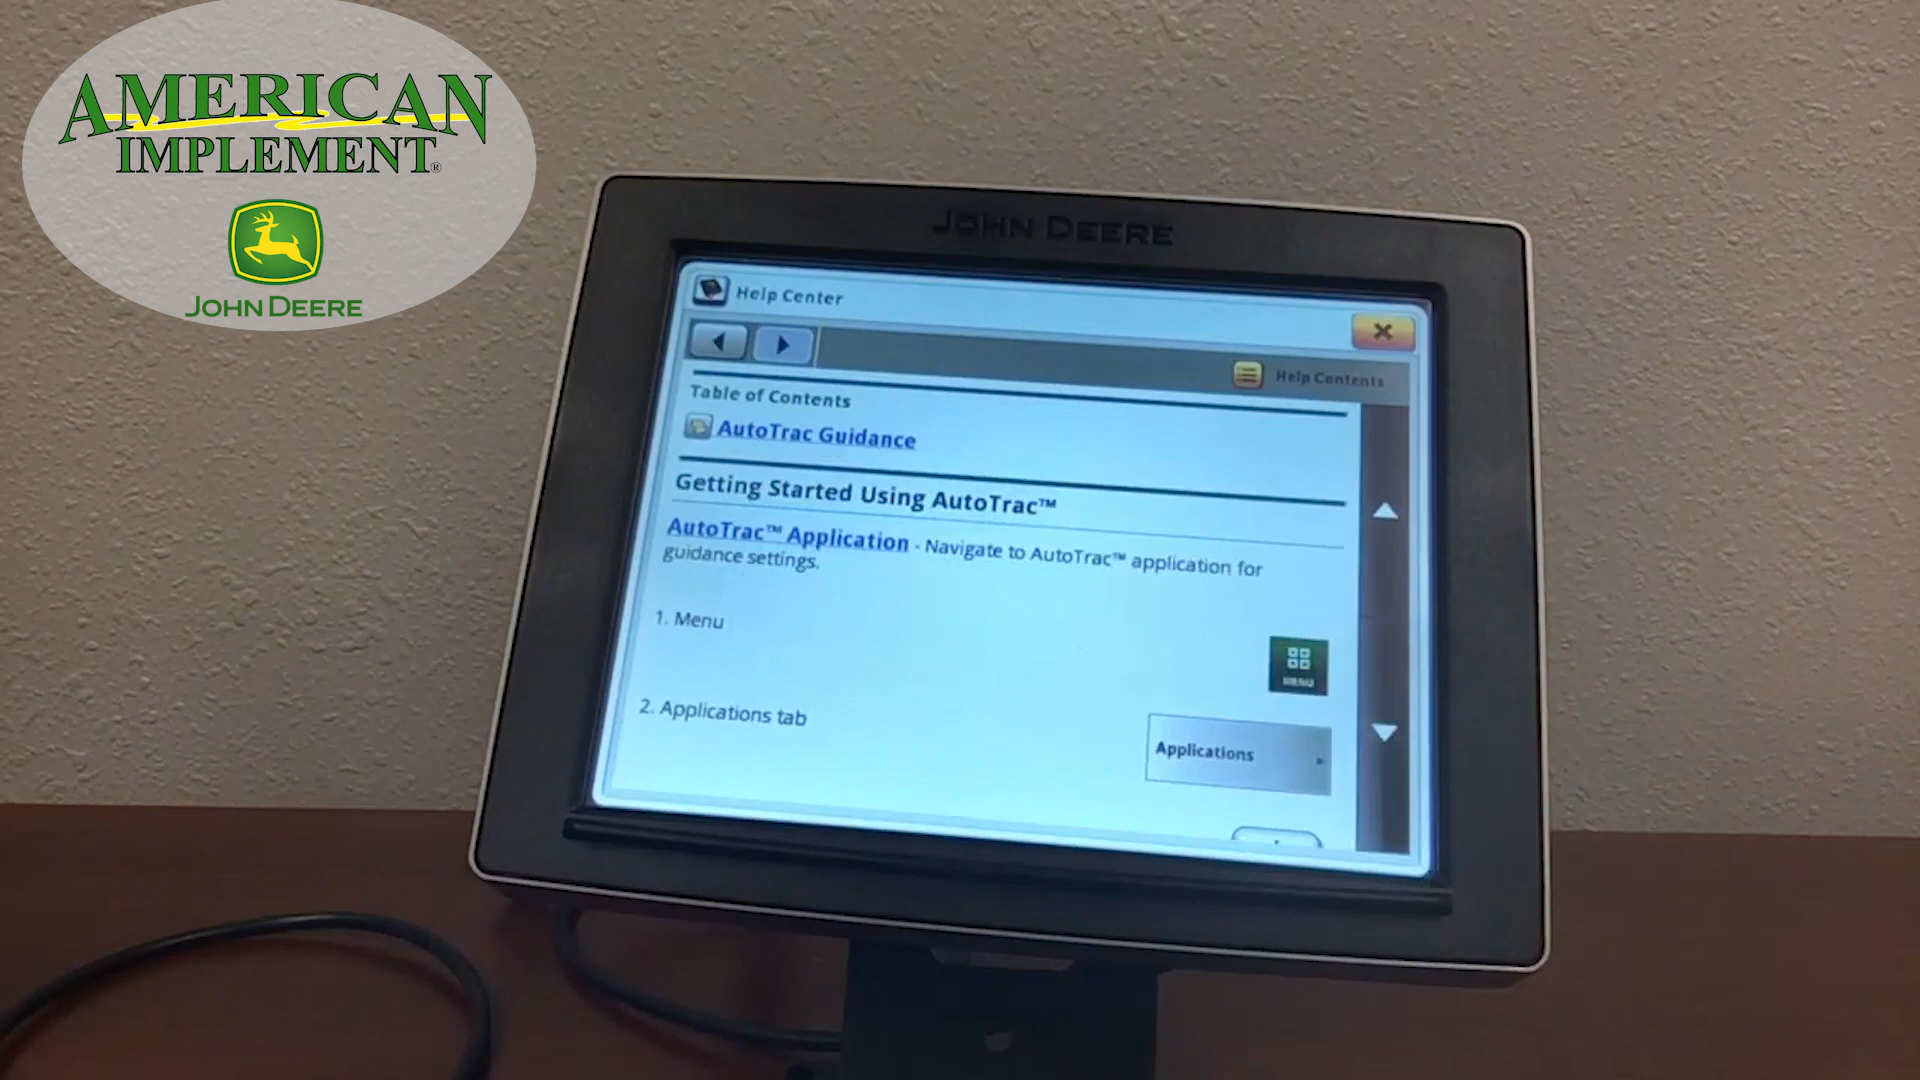 AMERICAN
IMPLEMENT®
JOHN DEERE
JOHN DEERE
Help Center
Help Contents
Table of Contents
AutoTrac Guidance
Getting Started Using AutoTrac™
AutoTrac™ Application - Navigate to AutoTrac™ application for
guidance settings.
1. Menu
MENU
2. Applications tab
Applications